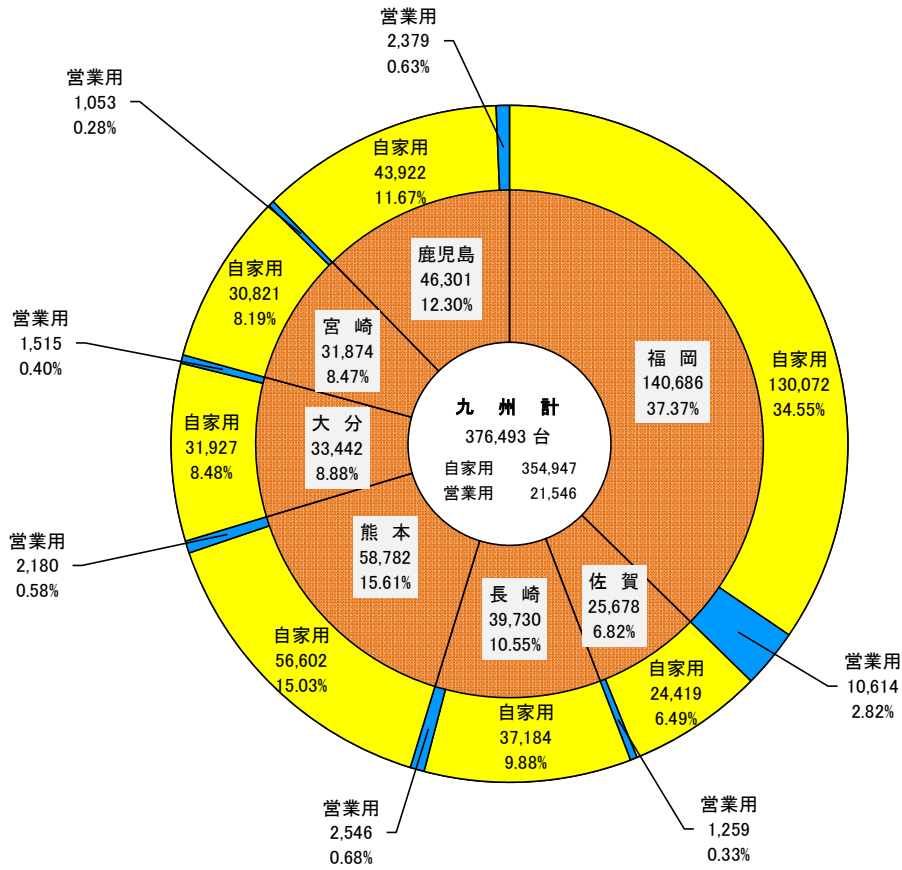 営業用
2,379
0.63%
営業用
1,053
0.28%
自家用
43,922
11.67%
鹿児島
46,301
12.30%
自家用
30,821
8.19%
宮 崎
31,874
8.47%
福 岡
140,686
37.37%
自家用
130,072
34.55%
営業用
1,515
0.40%
自家用
31,927
8.48%
大 分
33,442
8.88%
九 州 計
376,493 台
自家用 354,947
営業用 21,546
営業用
2,180
0.58%
熊 本
58,782
15.61%
長 崎
39,730
10.55%
佐 賀
25,678
6.82%
自家用
56,602
15.03%
自家用
37,184
9.88%
自家用
24,419
6.49%
営業用
10,614
2.82%
営業用
2,546
0.68%
営業用
1,259
0.33%